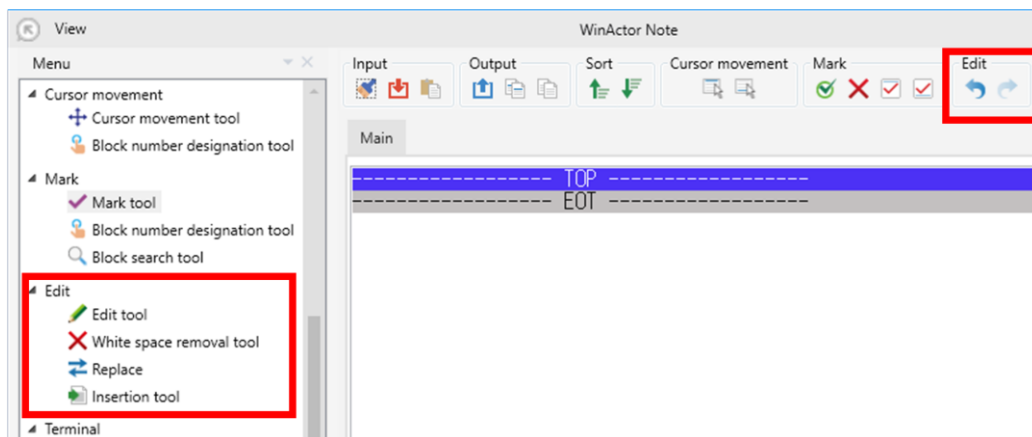 View
WinActor Note
Menu
Cursor movement
Cursor movement tool
Block number designation tool
Mark
Mark tool
Block number designation tool
Block search tool
Edit
Edit tool
White space removal tool
Replace
Insertion tool
Terminal
Input
Output
Sort
Cursor movement
Mark
Edit
Main
------------------ TOP ------------------
------------------ EOT ------------------